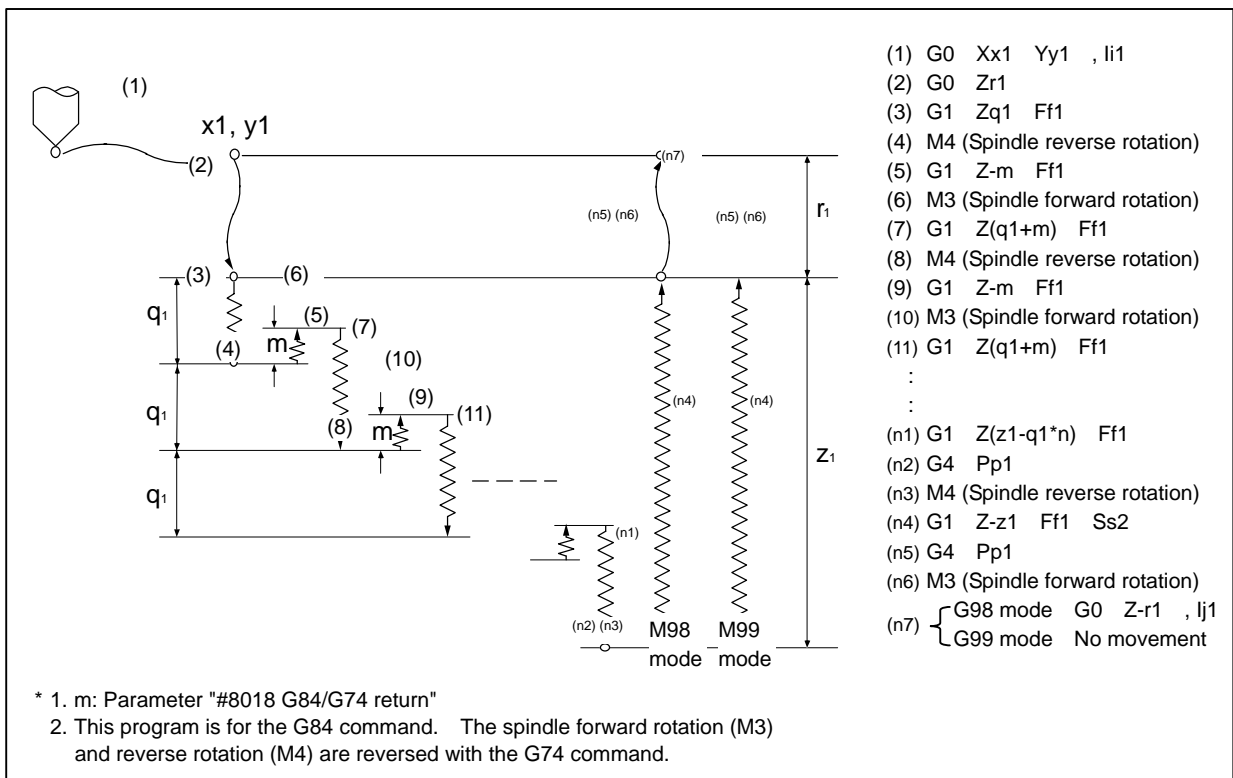 (1)
x1, y1
(2)
(n7)
(n5) (n6)
(n5) (n6)
r1
(3)
(6)
q1
(5)
(7)
m
(4)
(10)
(9)
(n4)
(n4)
q1
(11)
(8)
m
z1
q1
(n1)
(n2) (n3)
M98 mode
M99 mode
(1) G0 Xx1 Yy1 , Ii1
(2) G0 Zr1
(3) G1 Zq1 Ff1
(4) M4 (Spindle reverse rotation)
(5) G1 Z-m Ff1
(6) M3 (Spindle forward rotation)
(7) G1 Z(q1+m) Ff1
(8) M4 (Spindle reverse rotation)
(9) G1 Z-m Ff1
(10) M3 (Spindle forward rotation)
(11) G1 Z(q1+m) Ff1
:
:
(n1) G1 Z(z1-q1*n) Ff1
(n2) G4 Pp1
(n3) M4 (Spindle reverse rotation)
(n4) G1 Z-z1 Ff1 Ss2
(n5) G4 Pp1
(n6) M3 (Spindle forward rotation)
(n7) G98 mode G0 Z-r1 , Ij1
G99 mode No movement
* 1. m: Parameter "#8018 G84/G74 return"
2. This program is for the G84 command. The spindle forward rotation (M3)
and reverse rotation (M4) are reversed with the G74 command.